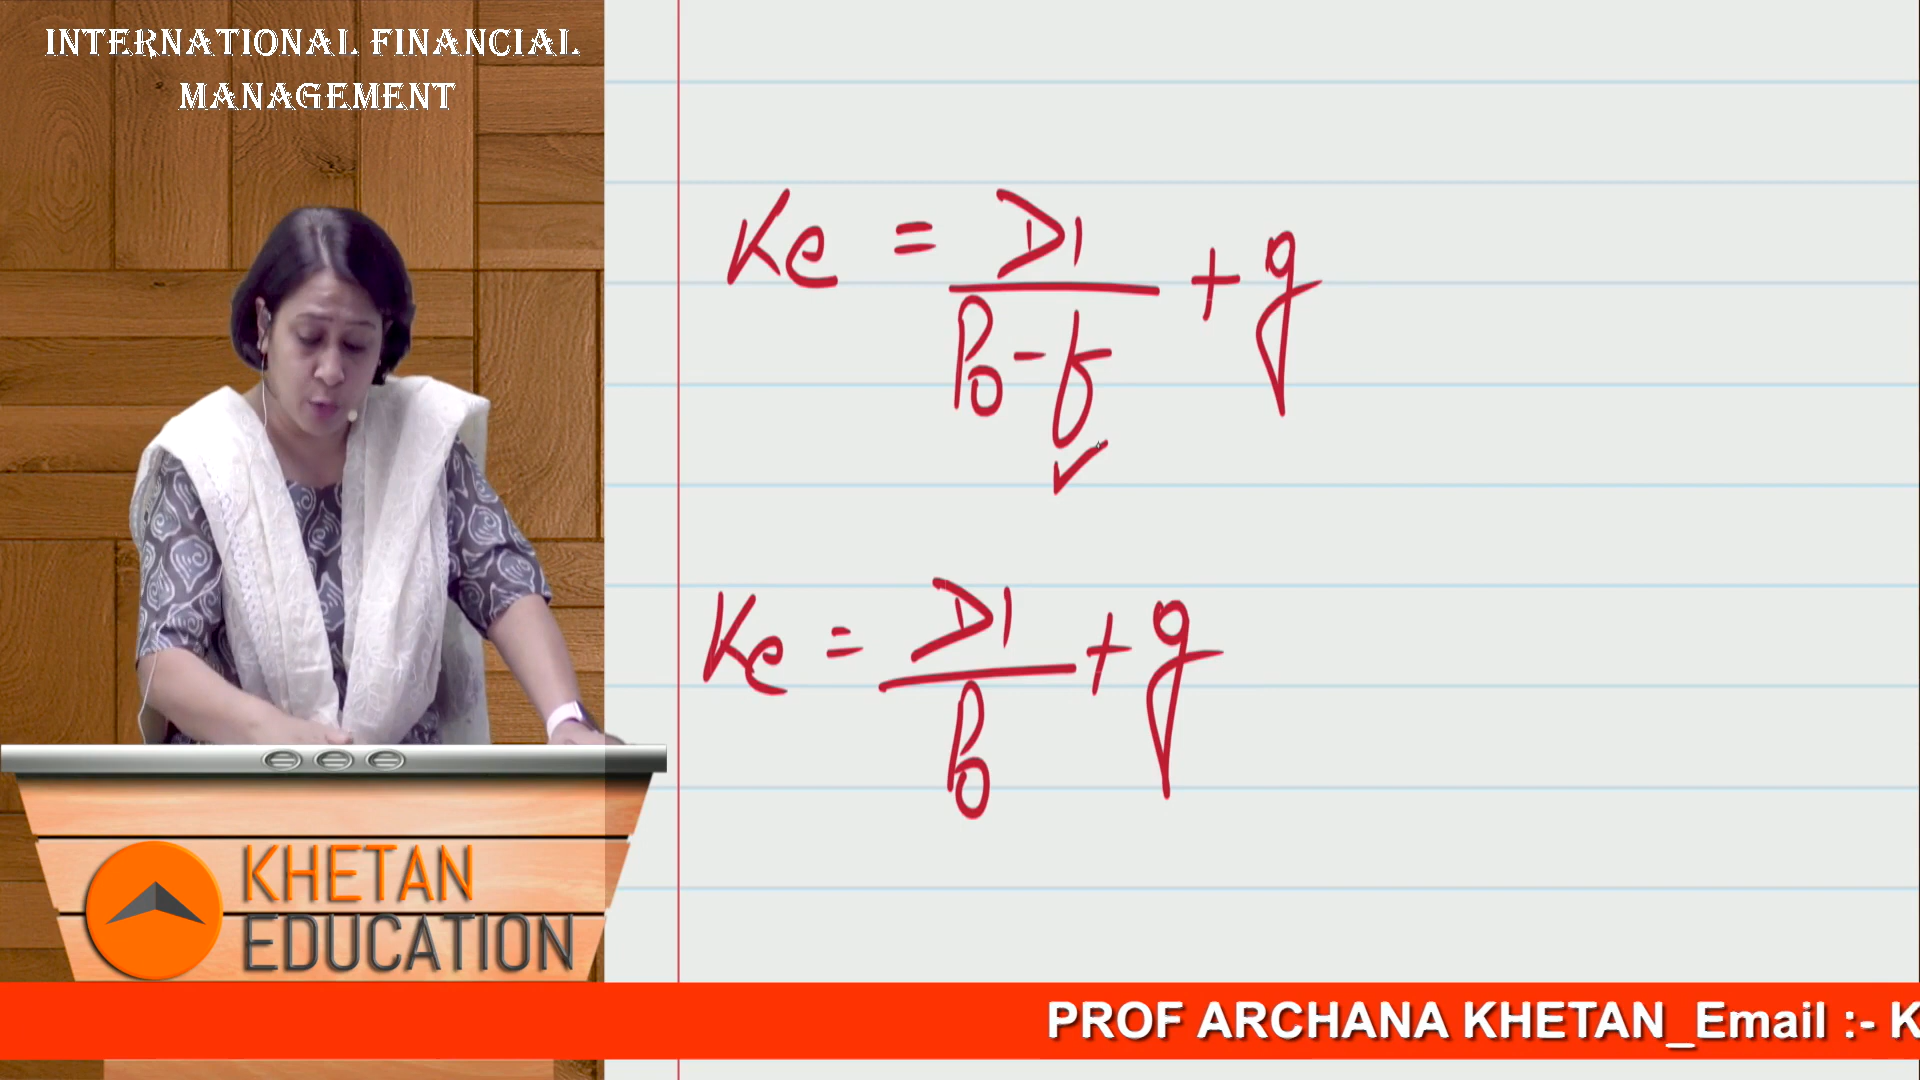 INTERNATIONAL FINANCIAL
MANAGEMENT
Ke = D1 / P0 - f + g
Ke = D1 / P0 + g
KHETAN
EDUCATION
PROF ARCHANA KHETAN_Email :- K